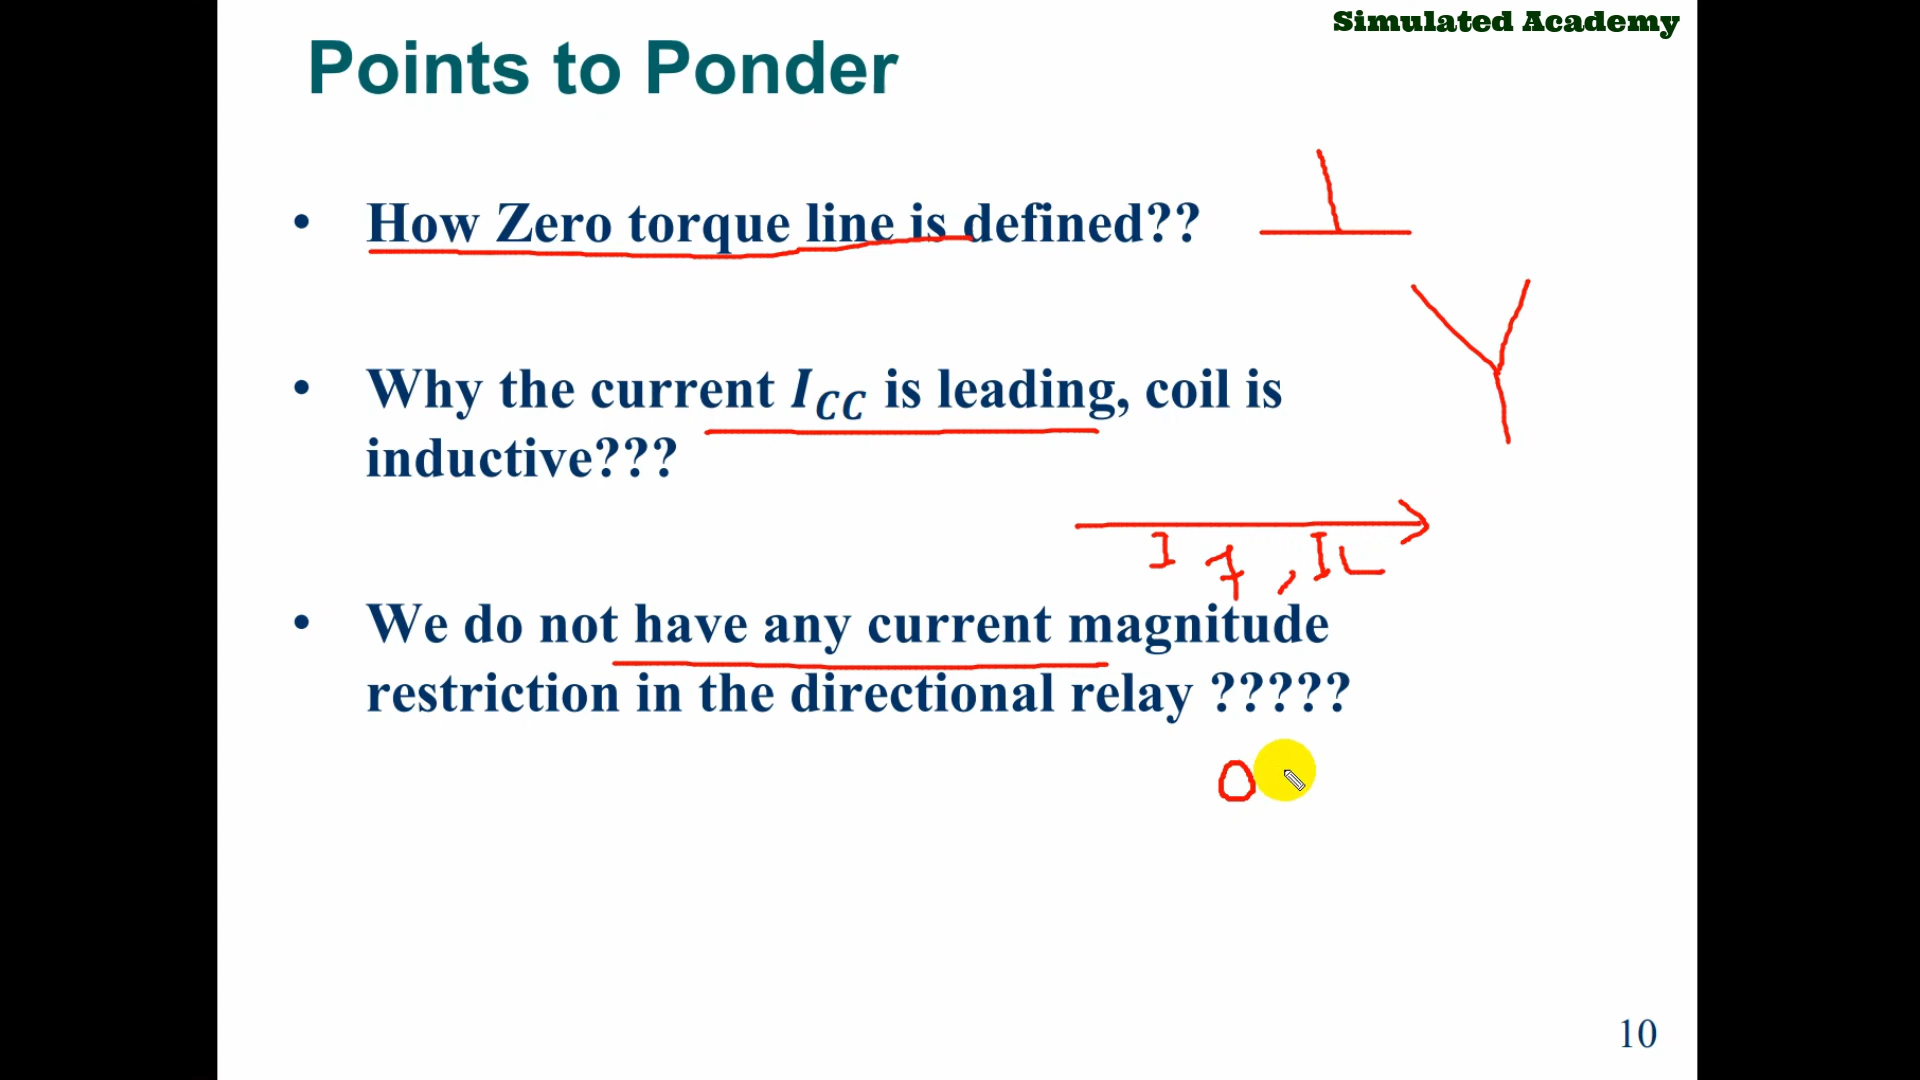 Simulated Academy
Points to Ponder
• How Zero torque line is defined??
• Why the current I_CC is leading, coil is
inductive???
I f , IL
• We do not have any current magnitude
restriction in the directional relay ?????
O
10